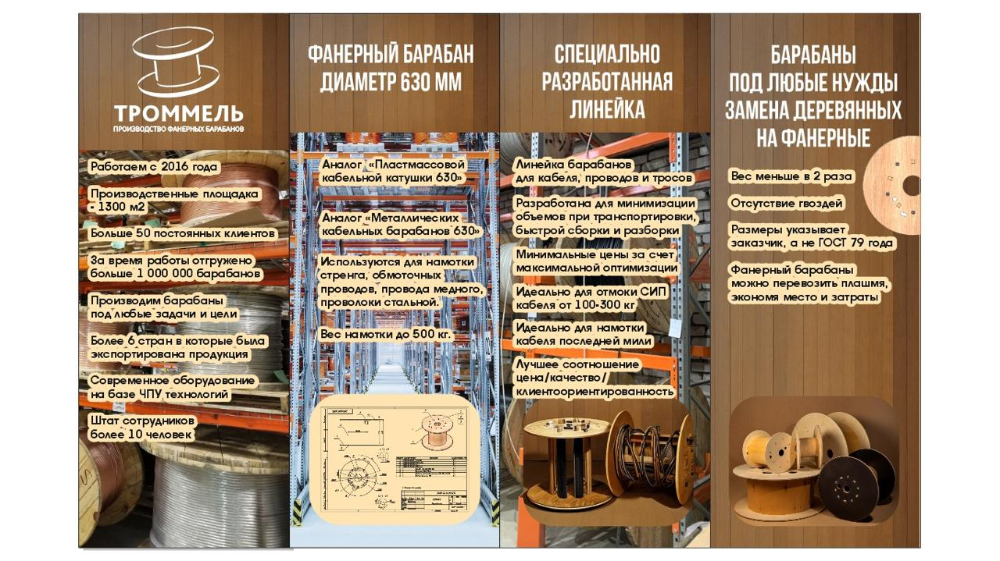 ТРОММЕЛЬ
ПРОИЗВОДСТВО ФАНЕРНЫХ БАРАБАНОВ
Работаем с 2016 года
Производственные площадка
- 1300 м2
Больше 50 постоянных клиентов
За время работы отгружено
больше 1 000 000 барабанов
Производим барабаны
под любые задачи и цели
Более 6 стран в которые была
экспортирована продукция
Современное оборудование
на базе ЧПУ технологий
Штат сотрудников
более 10 человек
ФАНЕРНЫЙ БАРАБАН
ДИАМЕТР 630 ММ
Аналог «Пластмассовой
кабельной катушки 630»
Аналог «Металлических
кабельных барабанов 630»
Используются для намотки
стренга, обмоточных
проводов, провода медного,
проволоки стальной.
Вес намотки до 500 кг.
СПЕЦИАЛЬНО
РАЗРАБОТАННАЯ
ЛИНЕЙКА
Линейка барабанов
для кабеля, проводов и тросов
Разработана для минимизации
объемов при транспортировки,
быстрой сборки и разборки
Минимальные цены за счет
максимальной оптимизации
Идеально для отмоки СИП
кабеля от 100-300 кг
Идеально для намотки
кабеля последней мили
Лучшее соотношение
цена/качество/
клиентоориентированность
БАРАБАНЫ
ПОД ЛЮБЫЕ НУЖДЫ
ЗАМЕНА ДЕРЕВЯННЫХ
НА ФАНЕРНЫЕ
Вес меньше в 2 раза
Отсутствие гвоздей
Размеры указывает
заказчик, а не ГОСТ 79 года
Фанерный барабаны
можно перевозить плашмя,
экономя место и затраты